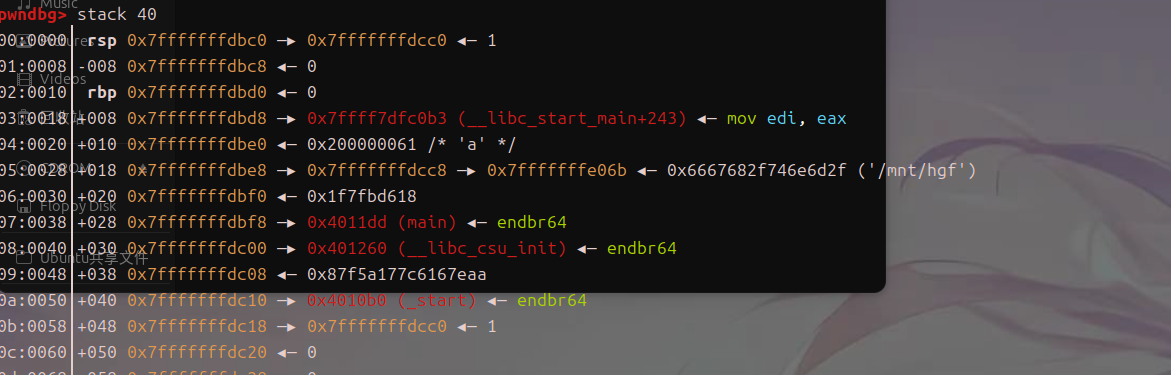 Music
pwndbg> stack 40
00:0000│ rsp 0x7fffffffdbc0 —▸ 0x7fffffffdcc0 ◂— 1
01:0008│-008 0x7fffffffdbc8 ◂— 0
Videos
02:0010│ rbp 0x7fffffffdbd0 ◂— 0
03:0018│+008 0x7fffffffdbd8 —▸ 0x7ffff7dfc0b3 (__libc_start_main+243) ◂— mov edi, eax
04:0020│+010 0x7fffffffdbe0 ◂— 0x200000061 /* 'a' */
05:0028│+018 0x7fffffffdbe8 —▸ 0x7fffffffdcc8 —▸ 0x7fffffffe06b ◂— 0x6667682f746e6d2f ('/mnt/hgf')
06:0030│+020 0x7fffffffdbf0 ◂— 0x1f7fbd618
Floppy Disk
07:0038│+028 0x7fffffffdbf8 —▸ 0x4011dd (main) ◂— endbr64
08:0040│+030 0x7fffffffdc00 —▸ 0x401260 (__libc_csu_init) ◂— endbr64
Ubuntu共享文件
09:0048│+038 0x7fffffffdc08 ◂— 0x87f5a177c6167eaa
0a:0050│+040 0x7fffffffdc10 —▸ 0x4010b0 (_start) ◂— endbr64
0b:0058│+048 0x7fffffffdc18 —▸ 0x7fffffffdcc0 ◂— 1
0c:0060│+050 0x7fffffffdc20 ◂— 0